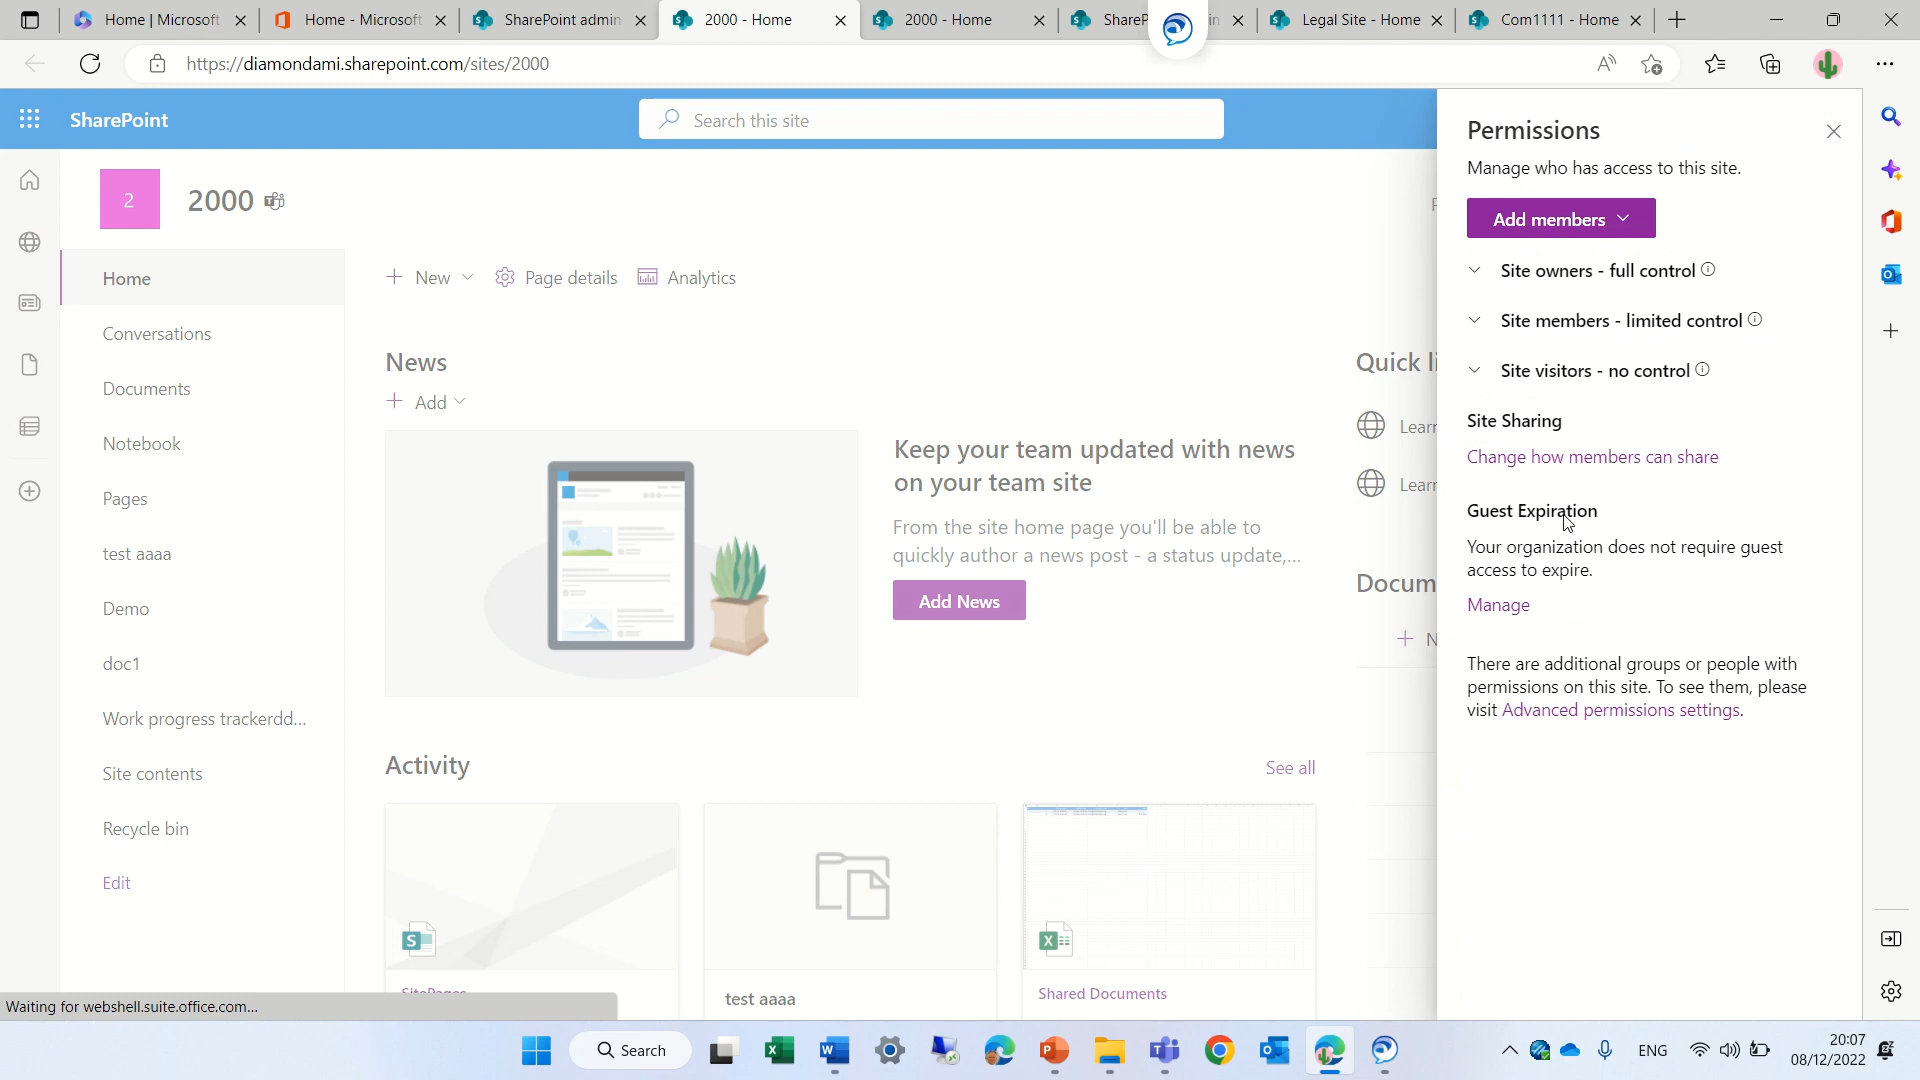 Home | Microsoft
Home - Microsoft
SharePoint admin
2000 - Home
2000 - Home
Legal Site - Home
Com1111 - Home
https://diamondami.sharepoint.com/sites/2000
SharePoint
Search this site
2
2000
Home
Conversations
Documents
Notebook
Pages
test aaaa
Demo
doc1
Work progress trackerdd...
Site contents
Recycle bin
Edit
New
Page details
Analytics
News
Add
Keep your team updated with news
on your team site
From the site home page you'll be able to
quickly author a news post - a status update,...
Add News
Activity
See all
test aaaa
Shared Documents
Permissions
Manage who has access to this site.
Add members
Site owners - full control
Site members - limited control
Site visitors - no control
Site Sharing
Change how members can share
Guest Expiration
Your organization does not require guest
access to expire.
Manage
There are additional groups or people with
permissions on this site. To see them, please
visit Advanced permissions settings.
Waiting for webshell.suite.office.com...
Search
ENG
20:07
08/12/2022